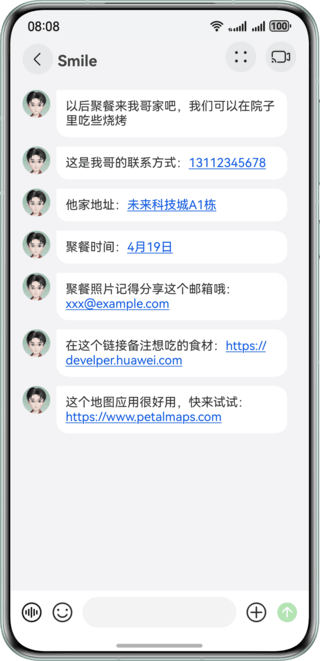 08:08
100
Smile
以后聚餐来我哥家吧，我们可以在院子
里吃些烧烤
这是我哥的联系方式：13112345678
他家地址：未来科技城A1栋
聚餐时间：4月19日
聚餐照片记得分享这个邮箱哦：
xxx@example.com
在这个链接备注想吃的食材：https://
develper.huawei.com
这个地图应用很好用，快来试试：
https://www.petalmaps.com